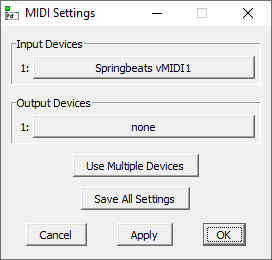 Pd
MIDI Settings
Input Devices
1: Springbeats vMIDI1
Output Devices
1: none
Use Multiple Devices
Save All Settings
Cancel Apply OK